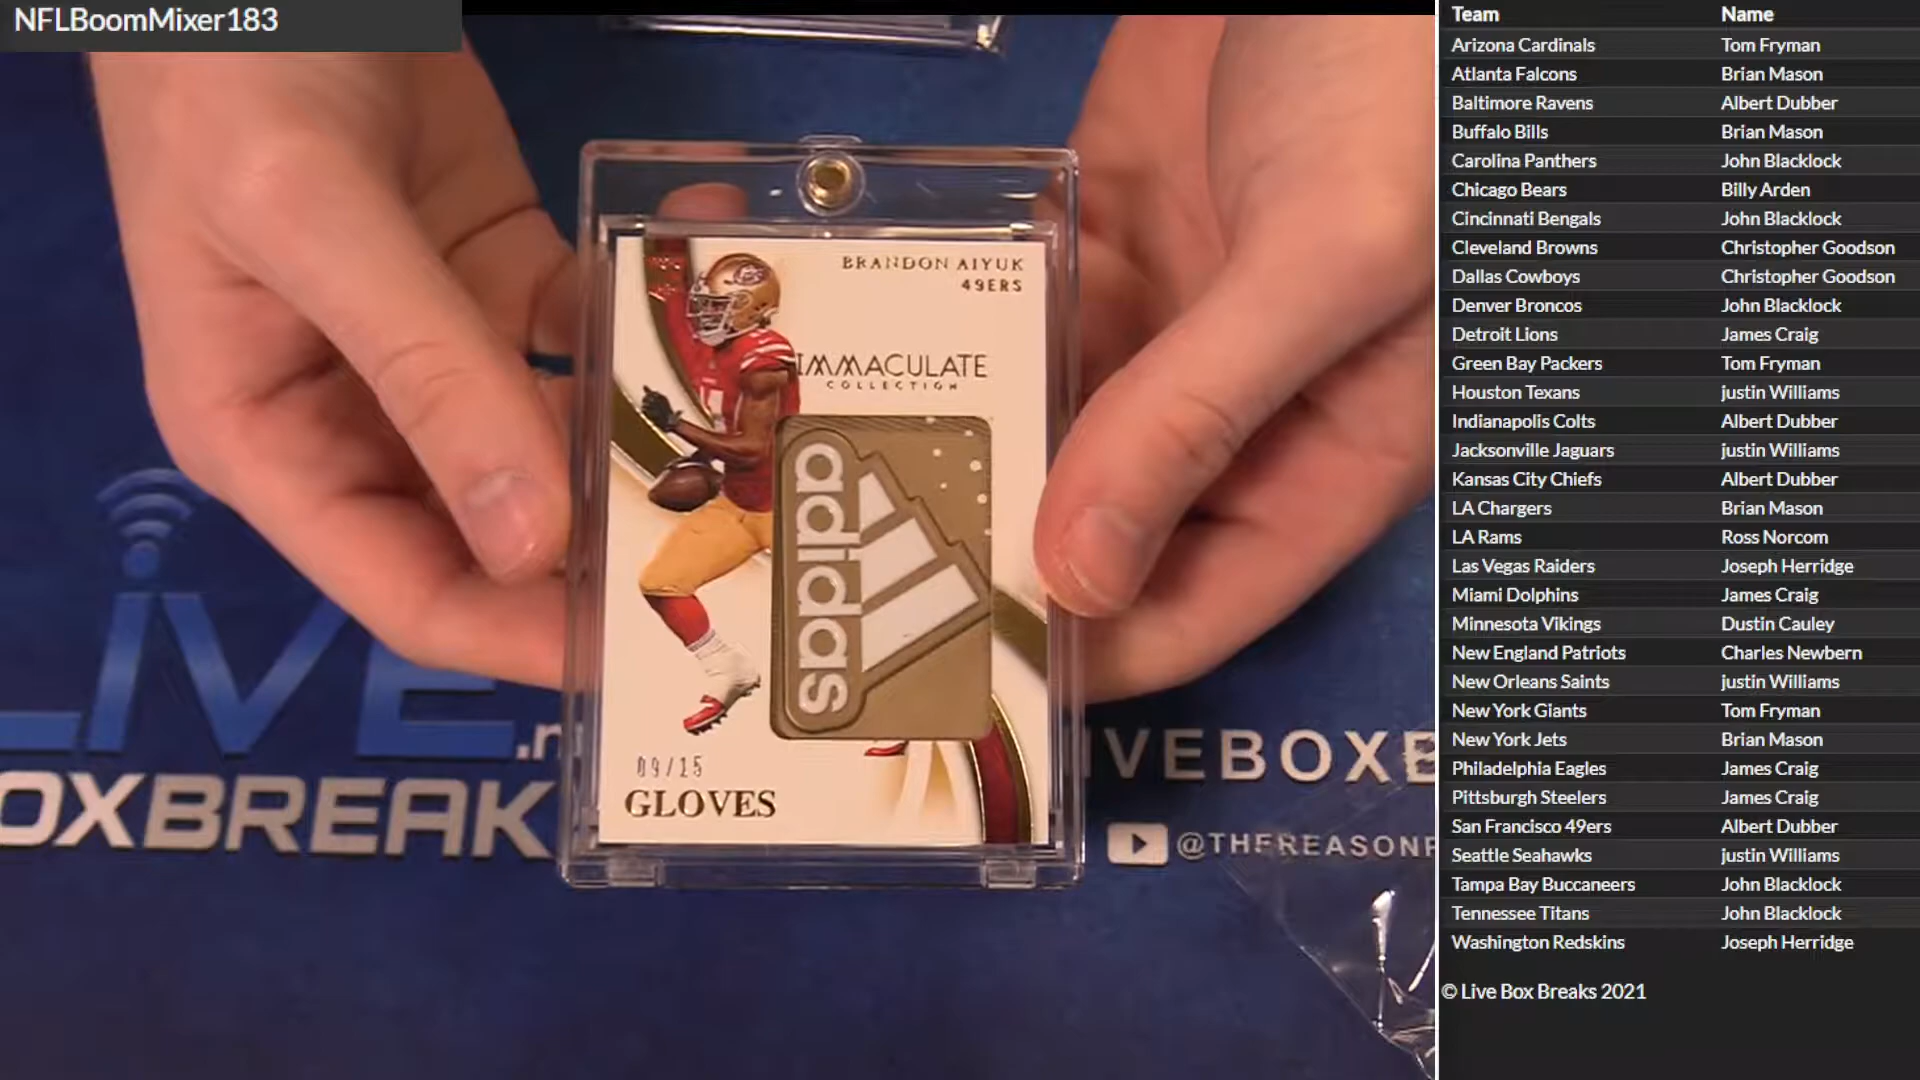 NFLBoomMixer183
BRANDON AIYUK
49ERS
IMMACULATE
COLLECTION
adidas
09/15
GLOVES
LIVE
OXBREAK
IVEBOXB
@THEREASON
Team Name
Arizona Cardinals Tom Fryman
Atlanta Falcons Brian Mason
Baltimore Ravens Albert Dubber
Buffalo Bills Brian Mason
Carolina Panthers John Blacklock
Chicago Bears Billy Arden
Cincinnati Bengals John Blacklock
Cleveland Browns Christopher Goodson
Dallas Cowboys Christopher Goodson
Denver Broncos John Blacklock
Detroit Lions James Craig
Green Bay Packers Tom Fryman
Houston Texans justin Williams
Indianapolis Colts Albert Dubber
Jacksonville Jaguars justin Williams
Kansas City Chiefs Albert Dubber
LA Chargers Brian Mason
LA Rams Ross Norcom
Las Vegas Raiders Joseph Herridge
Miami Dolphins James Craig
Minnesota Vikings Dustin Cauley
New England Patriots Charles Newbern
New Orleans Saints justin Williams
New York Giants Tom Fryman
New York Jets Brian Mason
Philadelphia Eagles James Craig
Pittsburgh Steelers James Craig
San Francisco 49ers Albert Dubber
Seattle Seahawks justin Williams
Tampa Bay Buccaneers John Blacklock
Tennessee Titans John Blacklock
Washington Redskins Joseph Herridge
© Live Box Breaks 2021